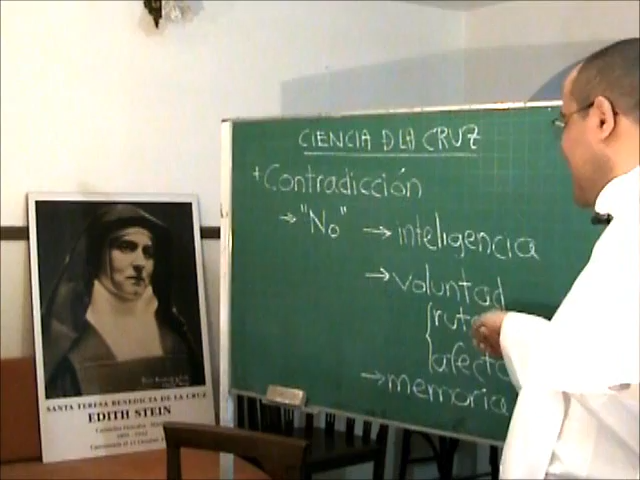 CIENCIA D LA CRUZ
+ Contradicción
→ "No" → inteligencia
→ voluntad
→ memoria
SANTA TERESA BENEDICTA DE LA CRUZ
EDITH STEIN